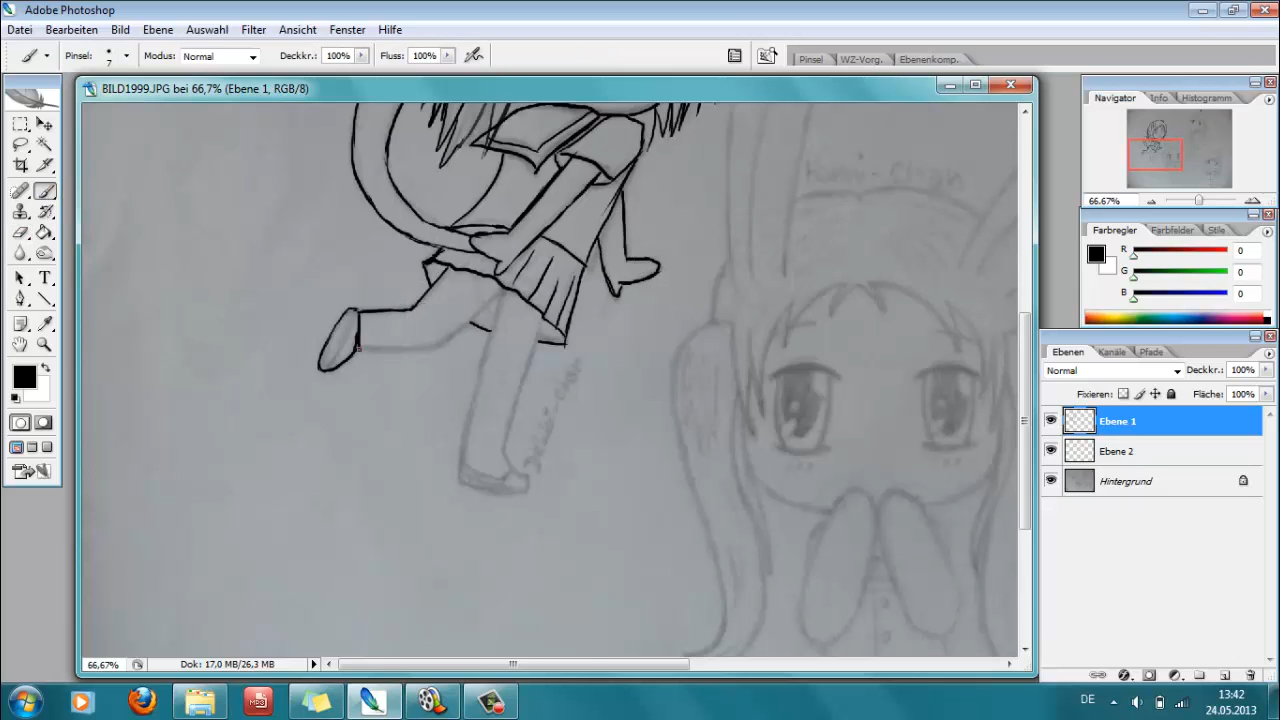 Adobe Photoshop
Datei Bearbeiten Bild Ebene Auswahl Filter Ansicht Fenster Hilfe
Pinsel: 7 Modus: Normal Deckkr.: 100% Fluss: 100% Pinsel WZ-Vorg. Ebenenkomp.
BILD1999.JPG bei 66,7% (Ebene 1, RGB/8)
Navigator Info Histogramm
66.67%
Farbregler Farbfelder Stile
R 0
G 0
B 0
Ebenen Kanäle Pfade
Normal Deckkr.: 100%
Fixieren: Fläche: 100%
Ebene 1
Ebene 2
Hintergrund
66,67% Dok: 17,0 MB/26,3 MB
DE 13:42
24.05.2013